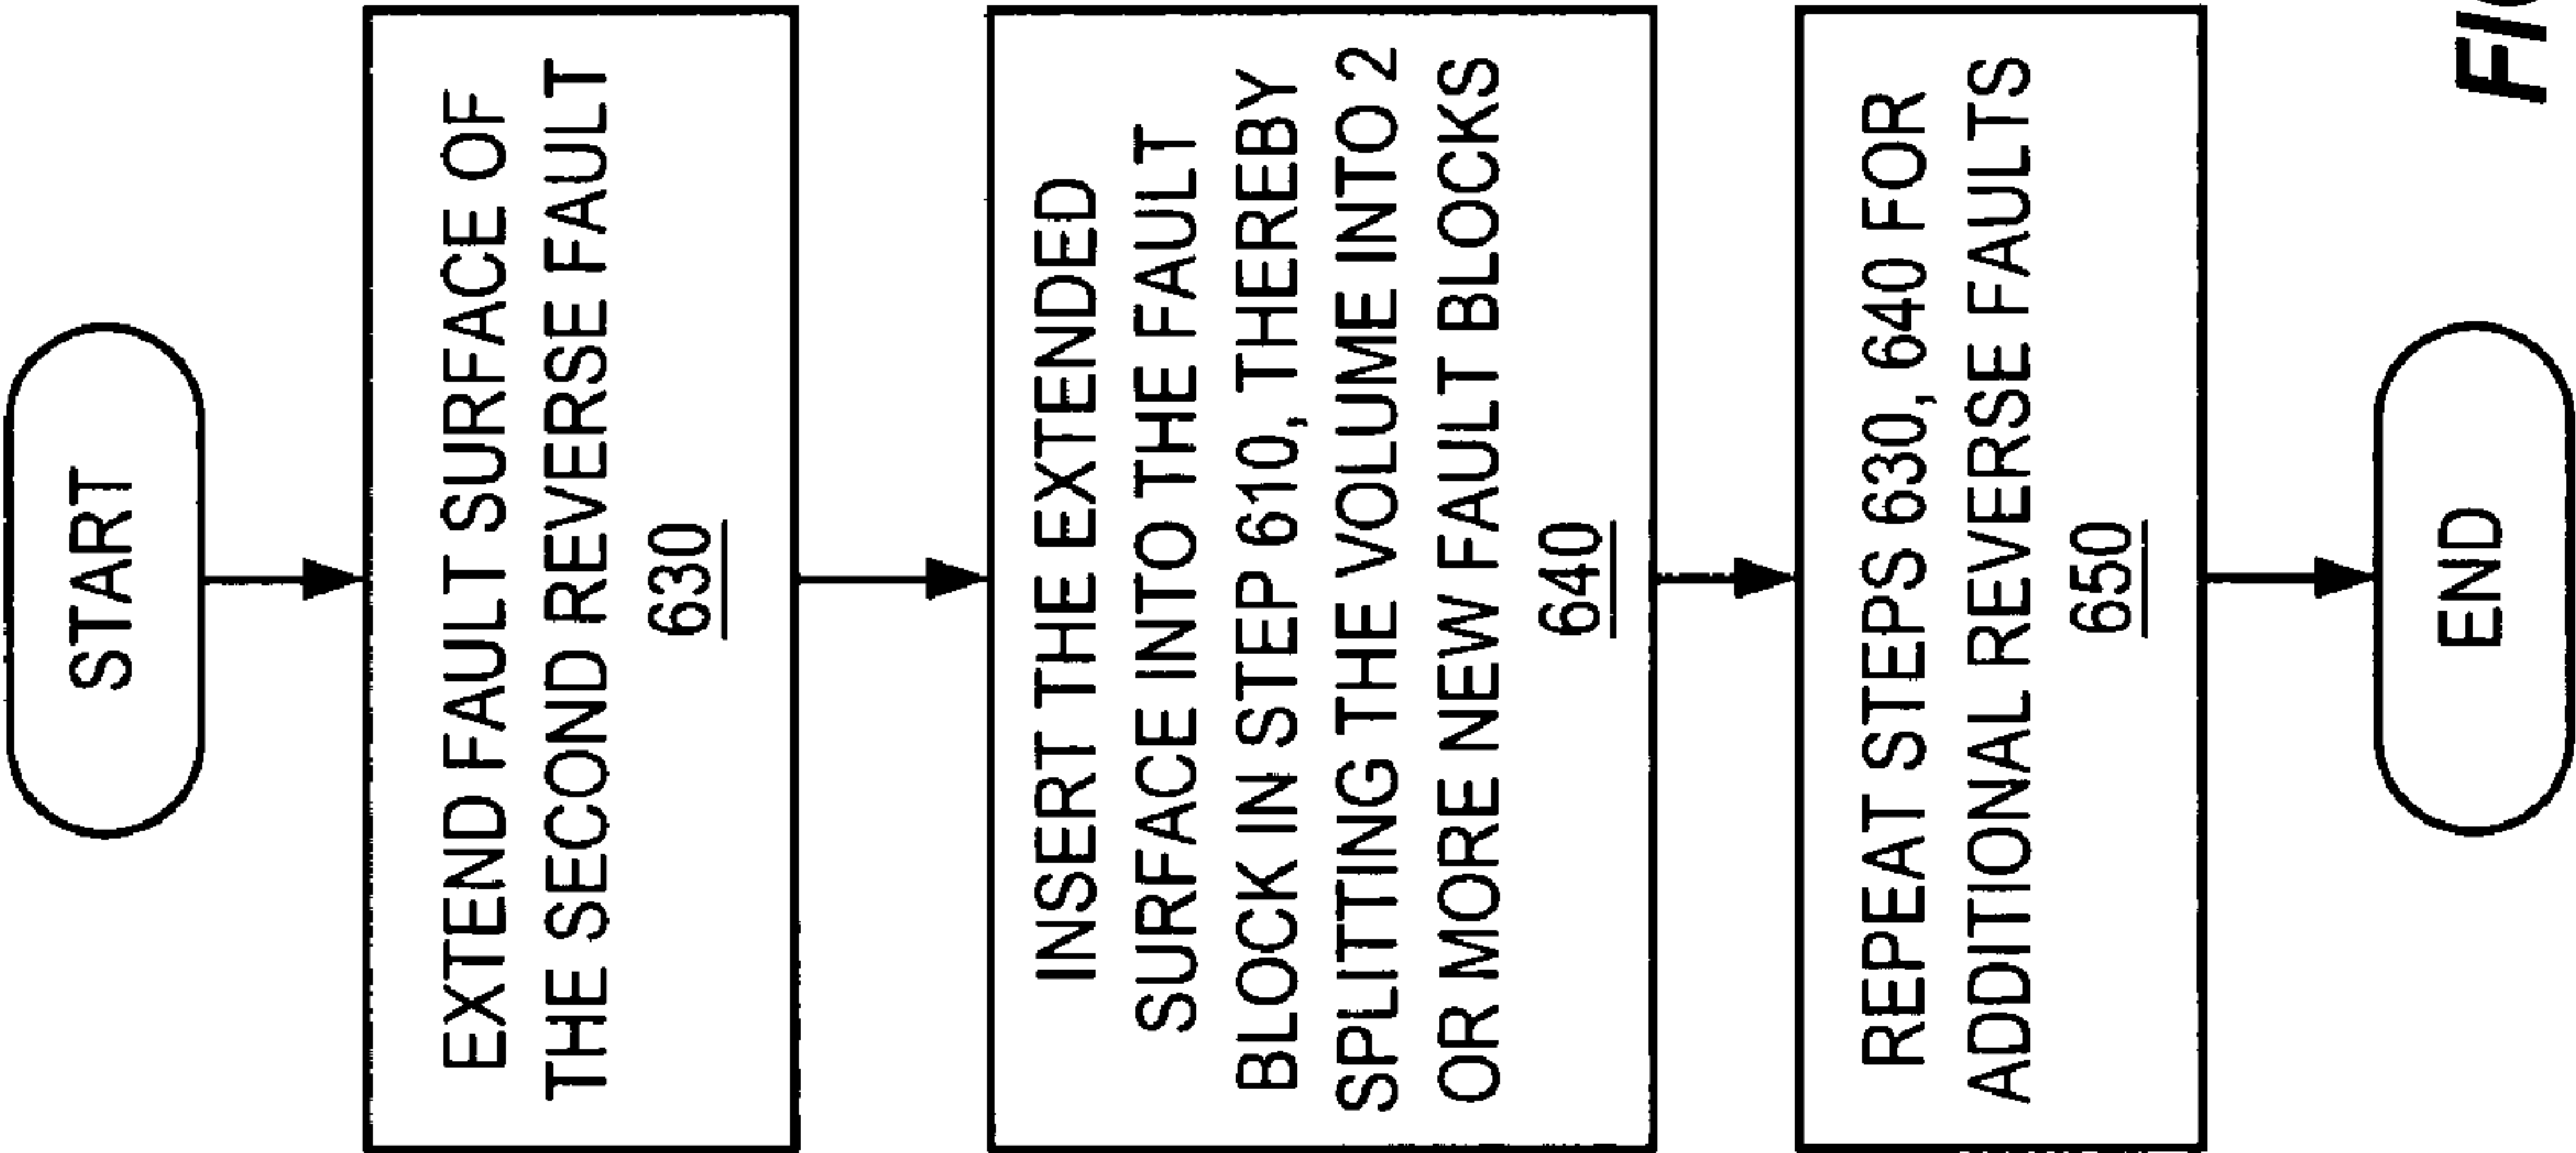 START
EXTEND FAULT SURFACE OF
THE SECOND REVERSE FAULT
630
INSERT THE EXTENDED
SURFACE INTO THE FAULT
BLOCK IN STEP 610, THEREBY
SPLITTING THE VOLUME INTO 2
OR MORE NEW FAULT BLOCKS
640
REPEAT STEPS 630, 640 FOR
ADDITIONAL REVERSE FAULTS
650
END